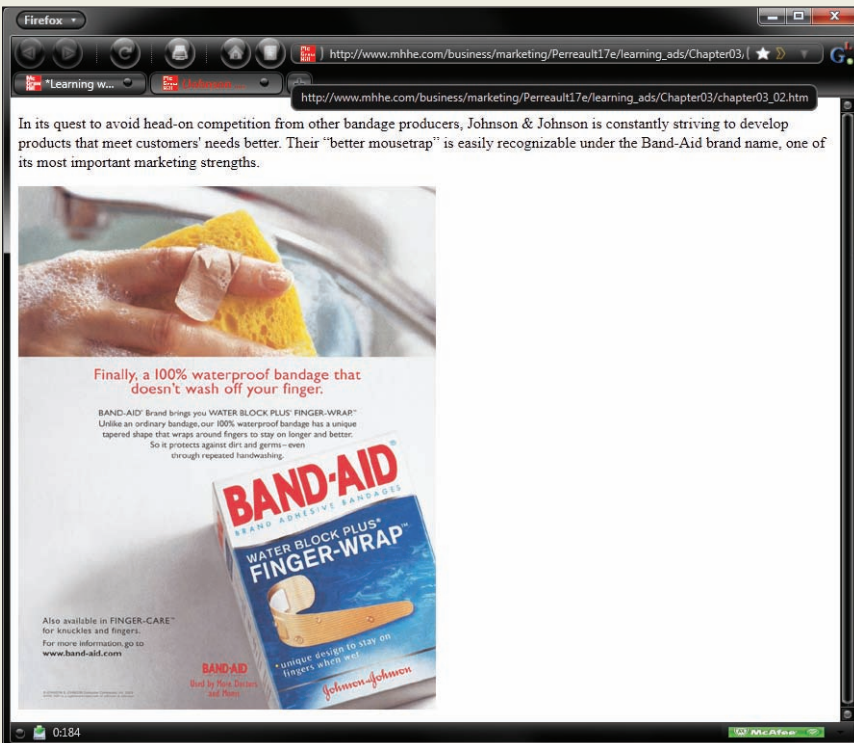 Firefox
http://www.mhhe.com/business/marketing/Perreault17e/learning_ads/Chapter03/
*Learning w...
http://www.mhhe.com/business/marketing/Perreault17e/learning_ads/Chapter03/chapter03_02.htm
In its quest to avoid head-on competition from other bandage producers, Johnson & Johnson is constantly striving to develop
products that meet customers' needs better. Their “better mousetrap” is easily recognizable under the Band-Aid brand name, one of
its most important marketing strengths.
Finally, a 100% waterproof bandage that
doesn't wash off your finger.
BAND-AID® Brand brings you WATER BLOCK PLUS® FINGER-WRAP.™
Unlike an ordinary bandage, our 100% waterproof bandage has a unique
tapered shape that wraps around fingers to stay on longer and better.
So it protects against dirt and germs–even
through repeated handwashing.
BAND-AID®
BRAND ADHESIVE BANDAGES
WATER BLOCK PLUS®
FINGER-WRAP™
•unique design to stay on
fingers when wet
Johnson & Johnson
Also available in FINGER-CARE™
for knuckles and fingers.
For more information, go to
www.band-aid.com
BAND-AID
Used by More Doctors
and Moms
0:184
McAfee